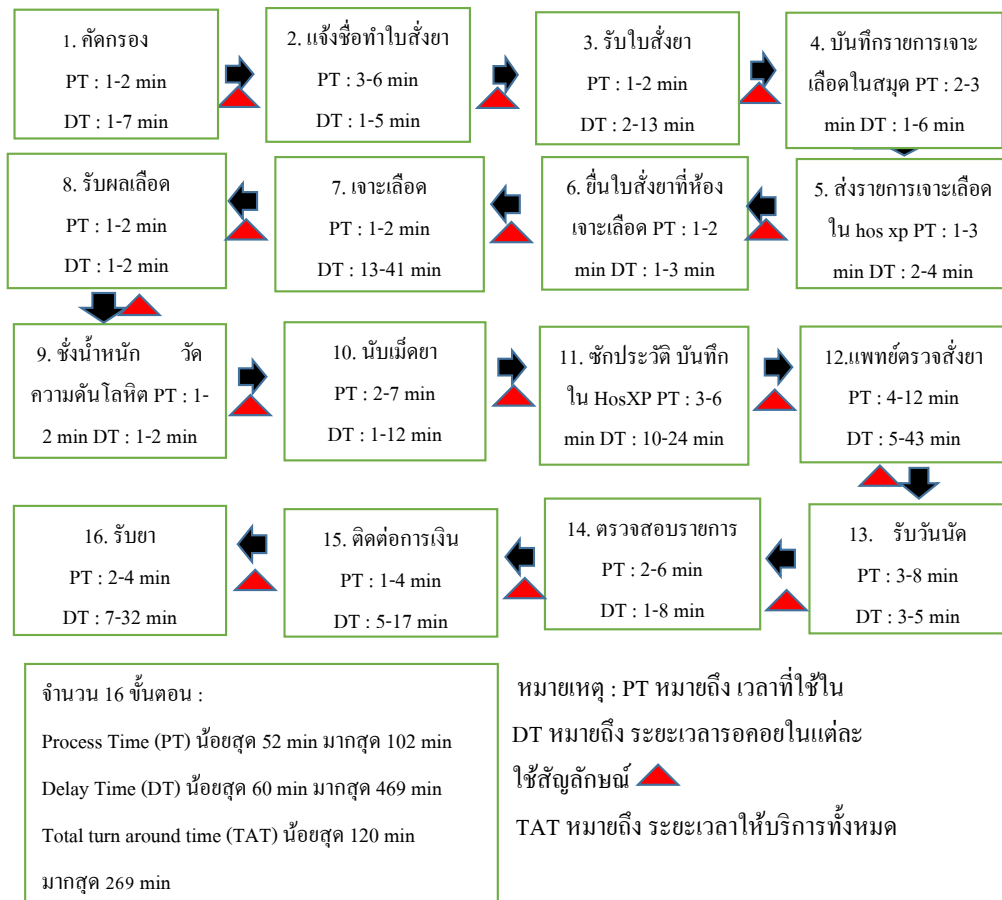 1. คัดกรอง
PT : 1-2 min
DT : 1-7 min
2. แจ้งชื่อทำใบสั่งยา
PT : 3-6 min
DT : 1-5 min
3. รับใบสั่งยา
PT : 1-2 min
DT : 2-13 min
4. บันทึกรายการเจาะ
เลือดในสมุด PT : 2-3
min DT : 1-6 min
5. ส่งรายการเจาะเลือด
ใน hos xp PT : 1-3
min DT : 2-4 min
6. ยื่นใบสั่งยาที่ห้อง
เจาะเลือด PT : 1-2
min DT : 1-3 min
7. เจาะเลือด
PT : 1-2 min
DT : 13-41 min
8. รับผลเลือด
PT : 1-2 min
DT : 1-2 min
9. ชั่งน้ำหนัก วัด
ความดันโลหิต PT : 1-
2 min DT : 1-2 min
10. นับเม็ดยา
PT : 2-7 min
DT : 1-12 min
11. ซักประวัติ บันทึก
ใน HosXP PT : 3-6
min DT : 10-24 min
12.แพทย์ตรวจสั่งยา
PT : 4-12 min
DT : 5-43 min
13. รับวันนัด
PT : 3-8 min
DT : 3-5 min
14. ตรวจสอบรายการ
PT : 2-6 min
DT : 1-8 min
15. ติดต่อการเงิน
PT : 1-4 min
DT : 5-17 min
16. รับยา
PT : 2-4 min
DT : 7-32 min
จำนวน 16 ขั้นตอน :
Process Time (PT) น้อยสุด 52 min มากสุด 102 min
Delay Time (DT) น้อยสุด 60 min มากสุด 469 min
Total turn around time (TAT) น้อยสุด 120 min
มากสุด 269 min
หมายเหตุ : PT หมายถึง เวลาที่ใช้ใน
DT หมายถึง ระยะเวลารอคอยในแต่ละ
ใช้สัญลักษณ์
TAT หมายถึง ระยะเวลาให้บริการทั้งหมด